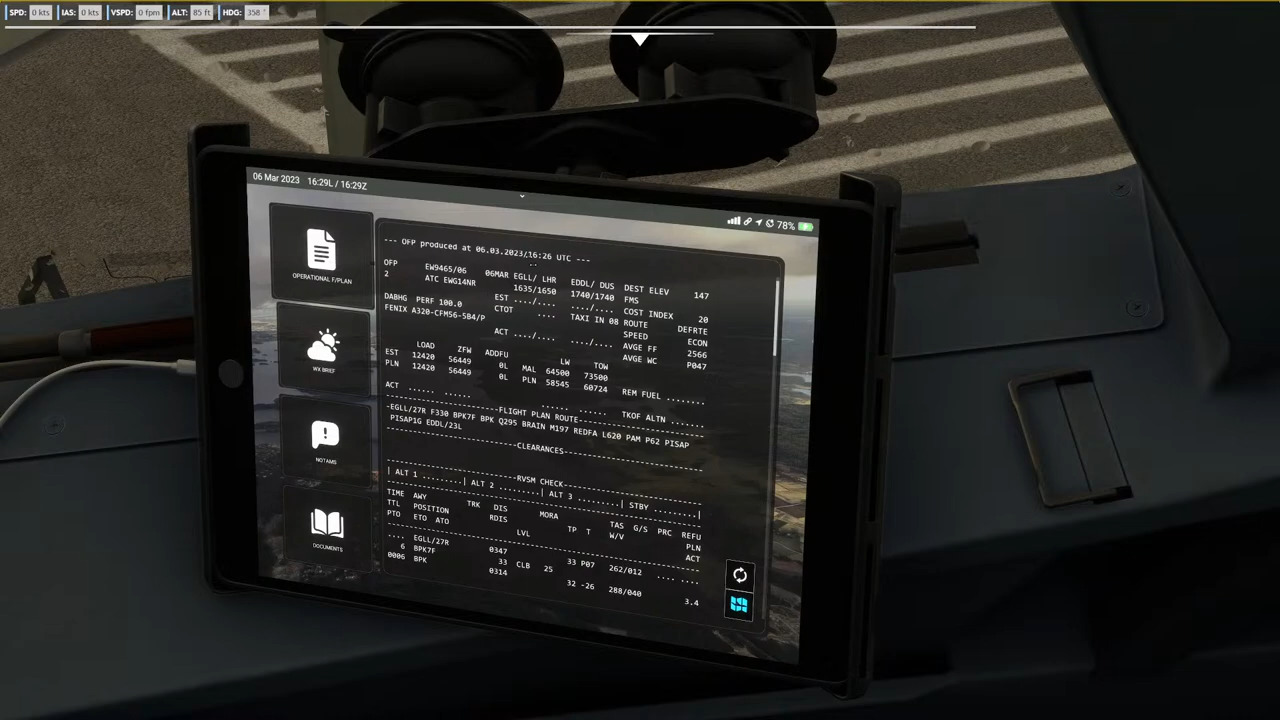 SPD: 0 kts IAS: 0 kts VSPD: 0 fpm ALT: 85 ft HDG: 358 °
06 Mar 2023 16:29L / 16:29Z
78%
OPERATIONAL F/PLAN
WX BRIEF
NOTAMS
DOCUMENTS
--- OFP produced at 06.03.2023/16:26 UTC ---
OFP EW9465/06 06MAR EGLL/ LHR EDDL/ DUS DEST ELEV 147
2 ATC EWG14NR 1635/1650 1740/1740 FMS
DABHG PERF 100.0 EST ..../.... ..../.... COST INDEX 20
FENIX A320-CFM56-5B4/P CTOT .... TAXI IN 08 ROUTE DEFRTE
SPEED ECON
ACT ..../.... ..../.... AVGE FF 2566
AVGE WC P047
LOAD ZFW ADDFU LW TOW
EST 12420 56449 0L MAL 64500 73500
PLN 12420 56449 0L PLN 58545 60724 REM FUEL ........
ACT ...... ...... ...... ...... TKOF ALTN .......
------------------------FLIGHT PLAN ROUTE---------------------------
-EGLL/27R F330 BPK7F BPK Q295 BRAIN M197 REDFA L620 PAM P62 PISAP
PISAP1G EDDL/23L
----------------------------CLEARANCES------------------------------
----------------------------RVSM CHECK------------------------------
| ALT 1 .........| ALT 2 .........| ALT 3 .........| STBY .........|
TIME AWY TRK DIS MORA TAS G/S PRC REFU
TTL POSITION RDIS LVL TP T W/V PLN
PTO ETO ATO ACT
.... EGLL/27R 0347 33 P07 262/012 .... ....
6 BPK7F 33 CLB 25
0006 BPK 0314 32 -26 288/040 3.4